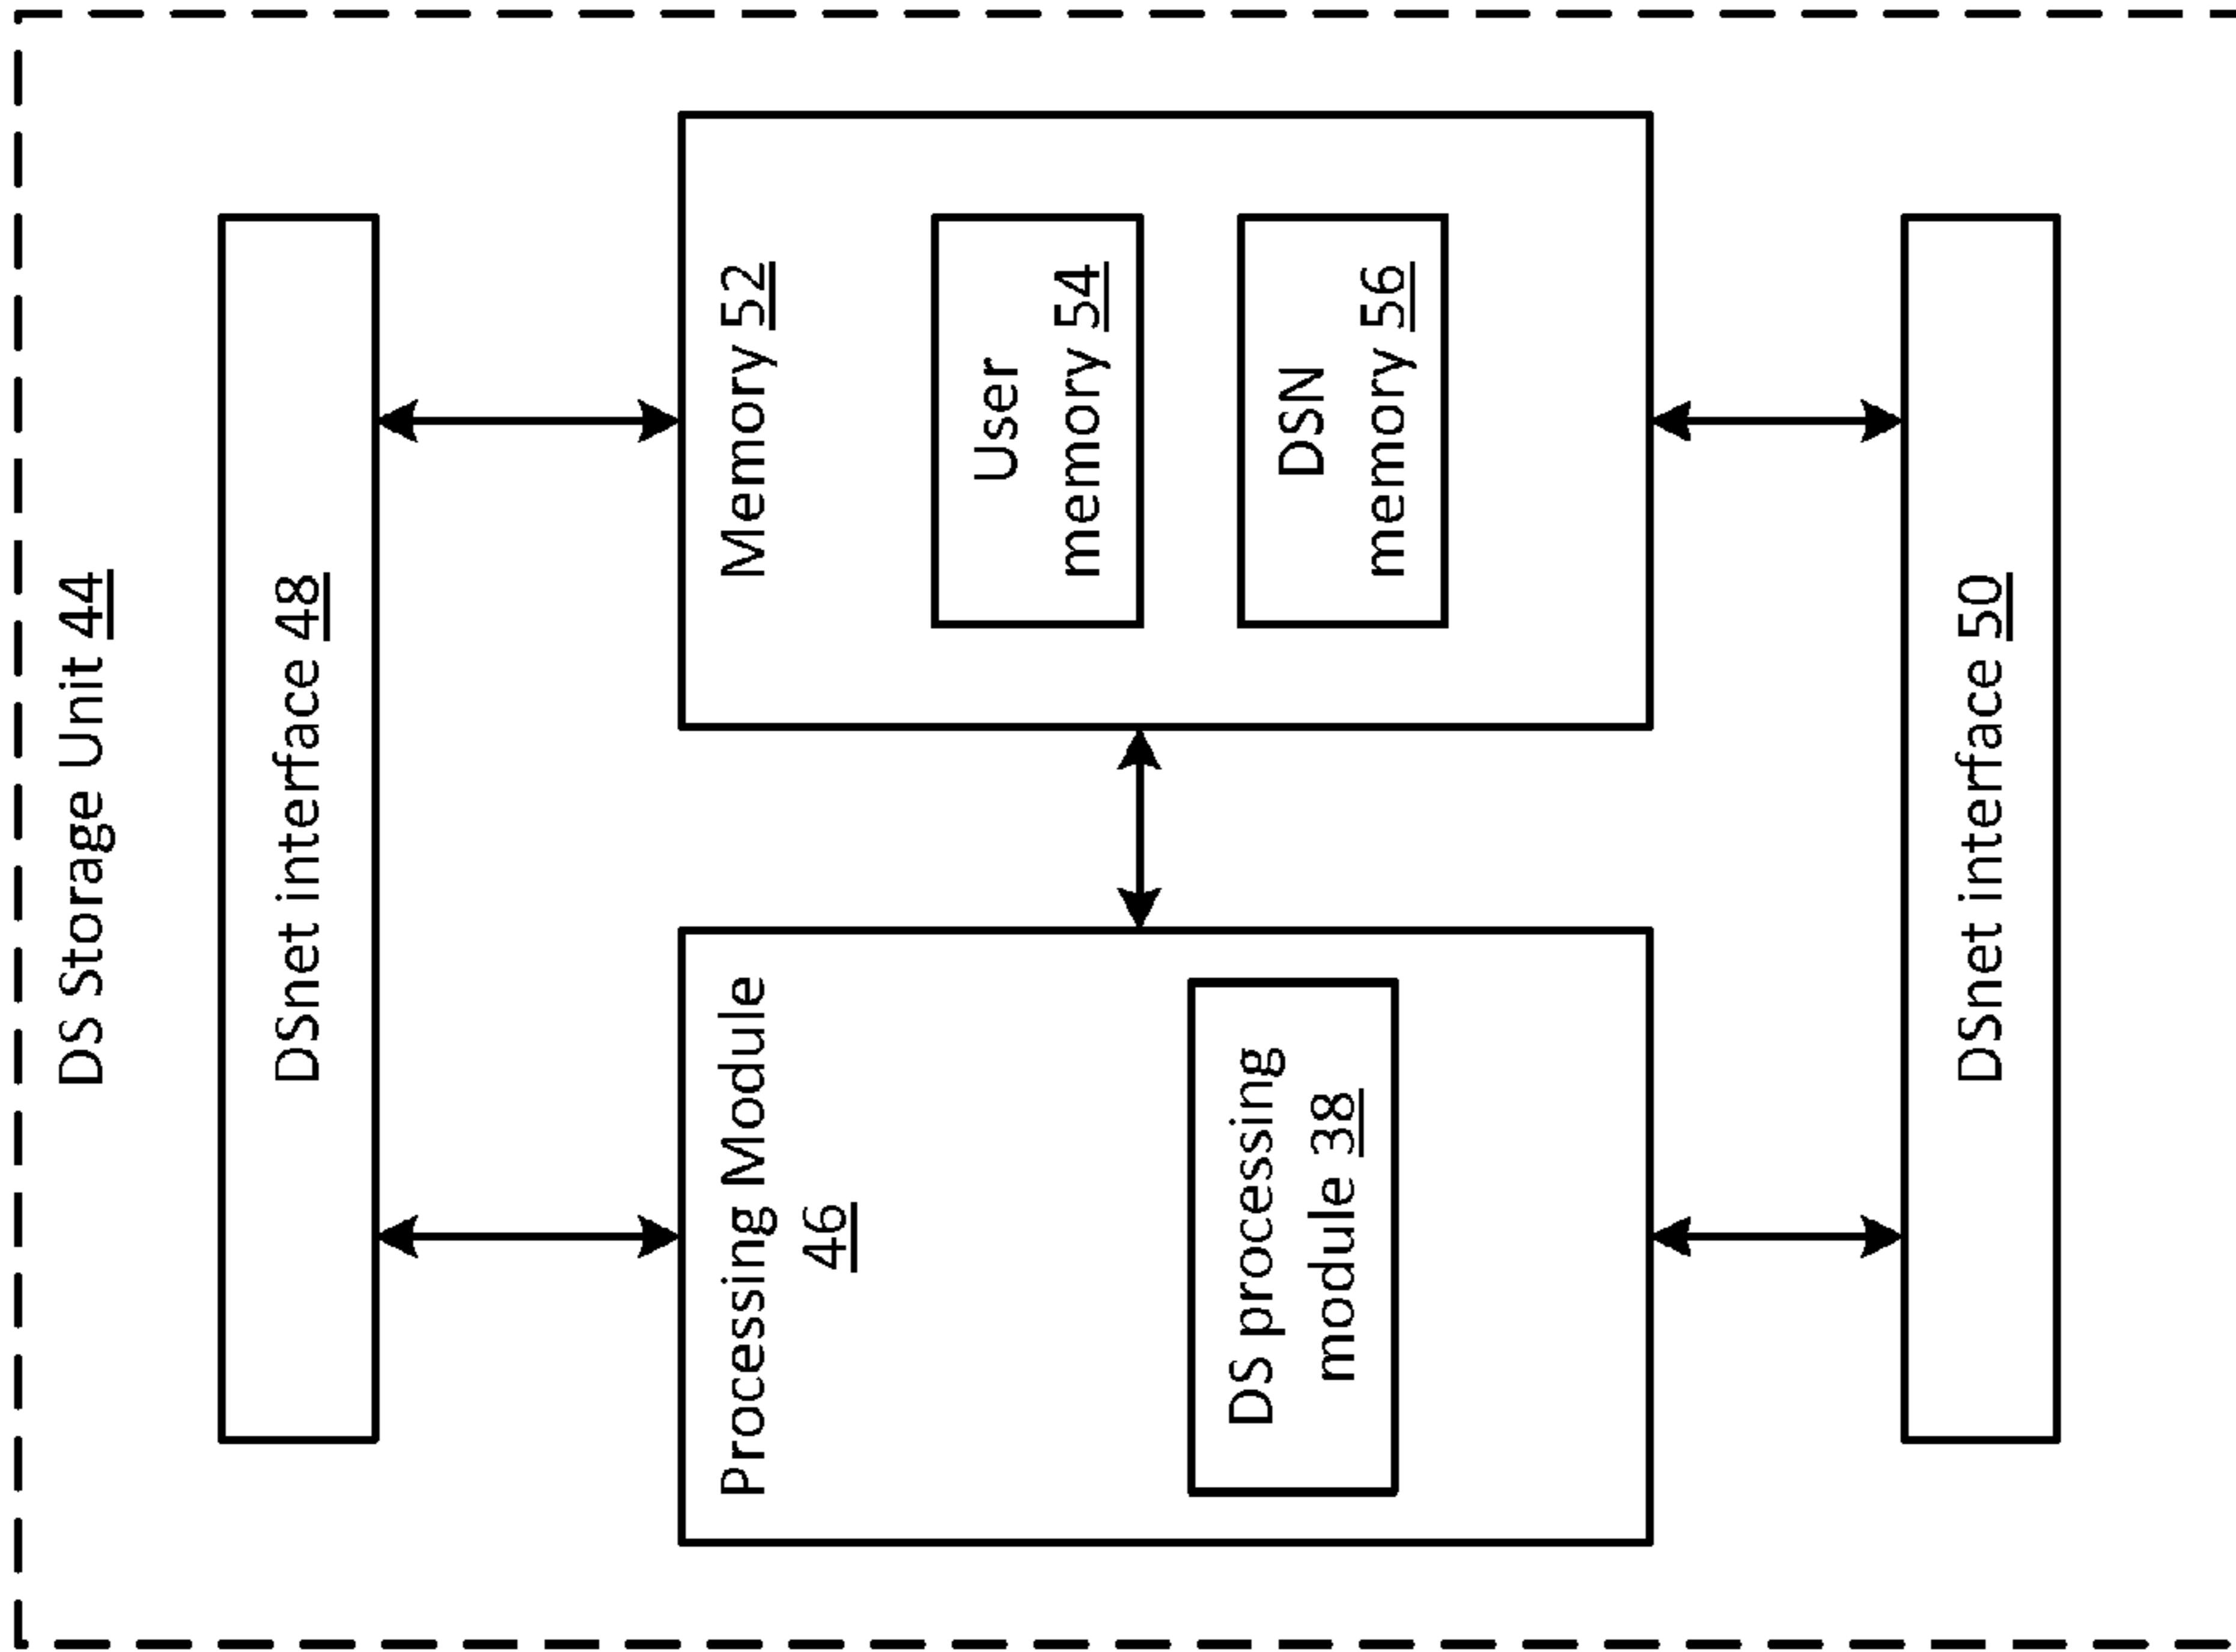 DS Storage Unit 44
DSnet interface 48
Processing Module
46
DS processing
module 38
Memory 52
User
memory 54
DSN
memory 56
DSnet interface 50